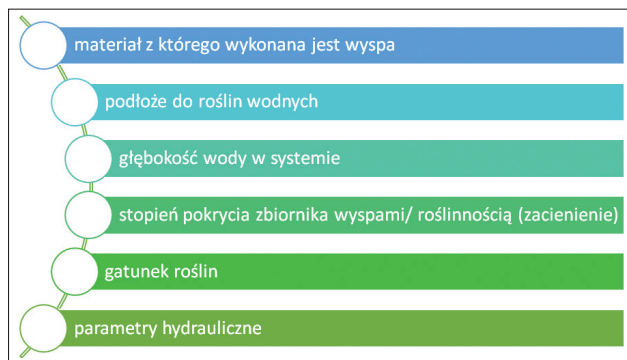 materiał z którego wykonana jest wyspa
podłoże do roślin wodnych
głębokość wody w systemie
stopień pokrycia zbiornika wyspami/ roślinnością (zacienienie)
gatunek roślin
parametry hydrauliczne